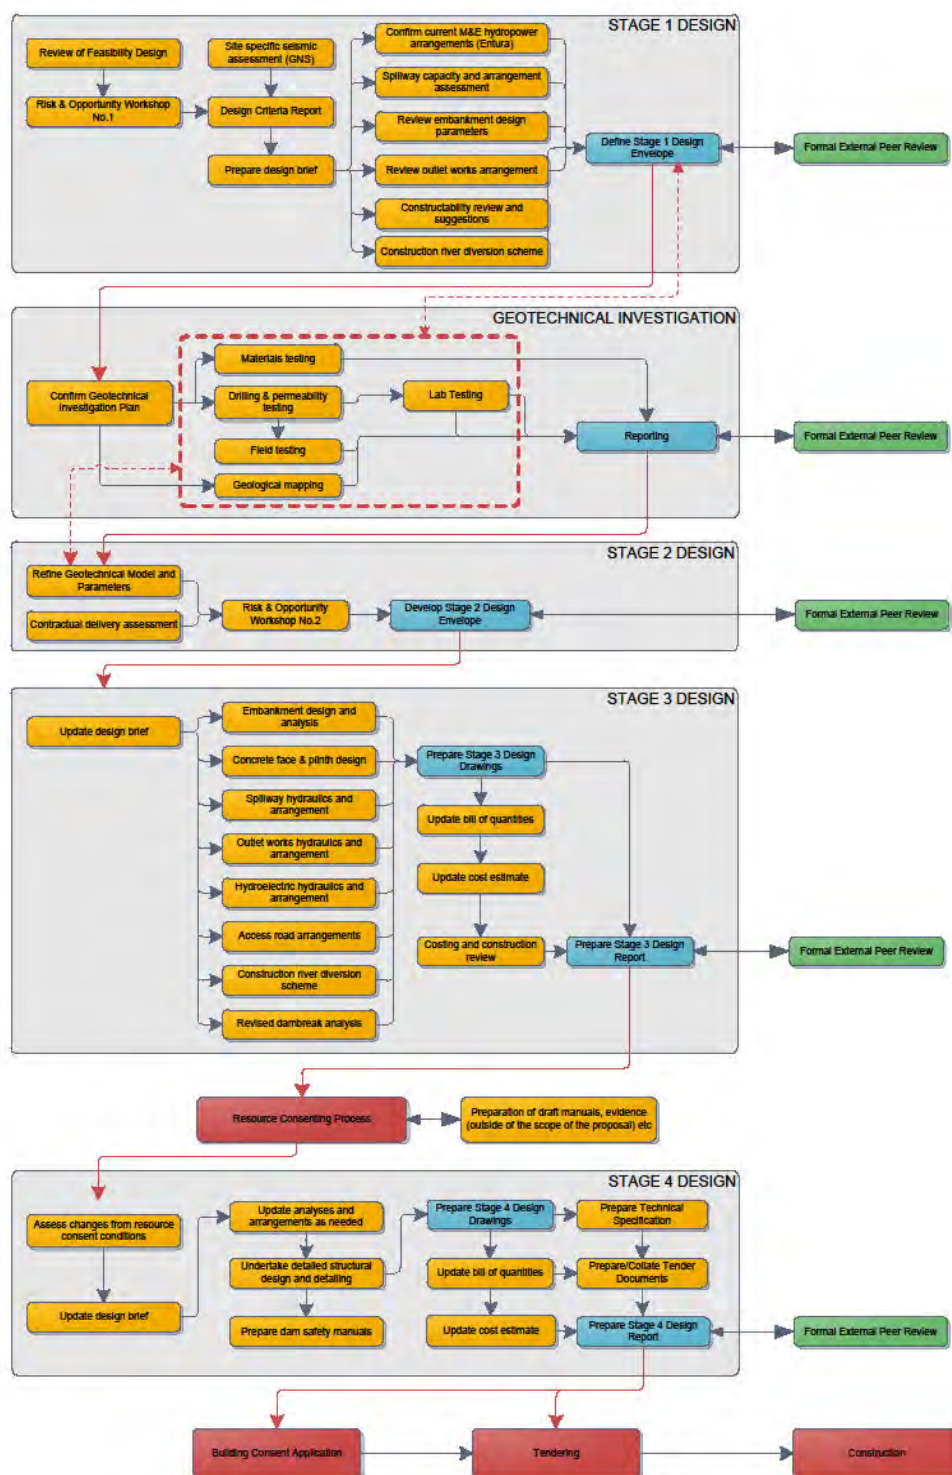 STAGE 1 DESIGN
Review of Feasibility Design
Risk & Opportunity Workshop
No.1
Site specific seismic
assessment (GNS)
Design Criteria Report
Prepare design brief
Confirm current M&E hydropower
arrangements (Entura)
Spillway capacity and arrangement
assessment
Review embankment design
parameters
Review outlet works arrangement
Constructability review and
suggestions
Construction river diversion scheme
Define Stage 1 Design
Envelope
Formal External Peer Review
GEOTECHNICAL INVESTIGATION
Confirm Geotechnical
Investigation Plan
Materials testing
Drilling & permeability
testing
Field testing
Geological mapping
Lab Testing
Reporting
Formal External Peer Review
STAGE 2 DESIGN
Refine Geotechnical Model and
Parameters
Contractual delivery assessment
Risk & Opportunity
Workshop No.2
Develop Stage 2 Design
Envelope
Formal External Peer Review
STAGE 3 DESIGN
Update design brief
Embankment design and
analysis
Concrete face & plinth design
Spillway hydraulics and
arrangement
Outlet works hydraulics and
arrangement
Hydroelectric hydraulics and
arrangement
Access road arrangements
Construction river diversion
scheme
Revised dambreak analysis
Prepare Stage 3 Design
Drawings
Update bill of quantities
Update cost estimate
Costing and construction
review
Prepare Stage 3 Design
Report
Formal External Peer Review
Resource Consenting Process
Preparation of draft manuals, evidence
(outside of the scope of the proposal) etc
STAGE 4 DESIGN
Assess changes from resource
consent conditions
Update design brief
Update analyses and
arrangements as needed
Undertake detailed structural
design and detailing
Prepare dam safety manuals
Prepare Stage 4 Design
Drawings
Update bill of quantities
Update cost estimate
Prepare Technical
Specification
Prepare/Collate Tender
Documents
Prepare Stage 4 Design
Report
Formal External Peer Review
Building Consent Application
Tendering
Construction